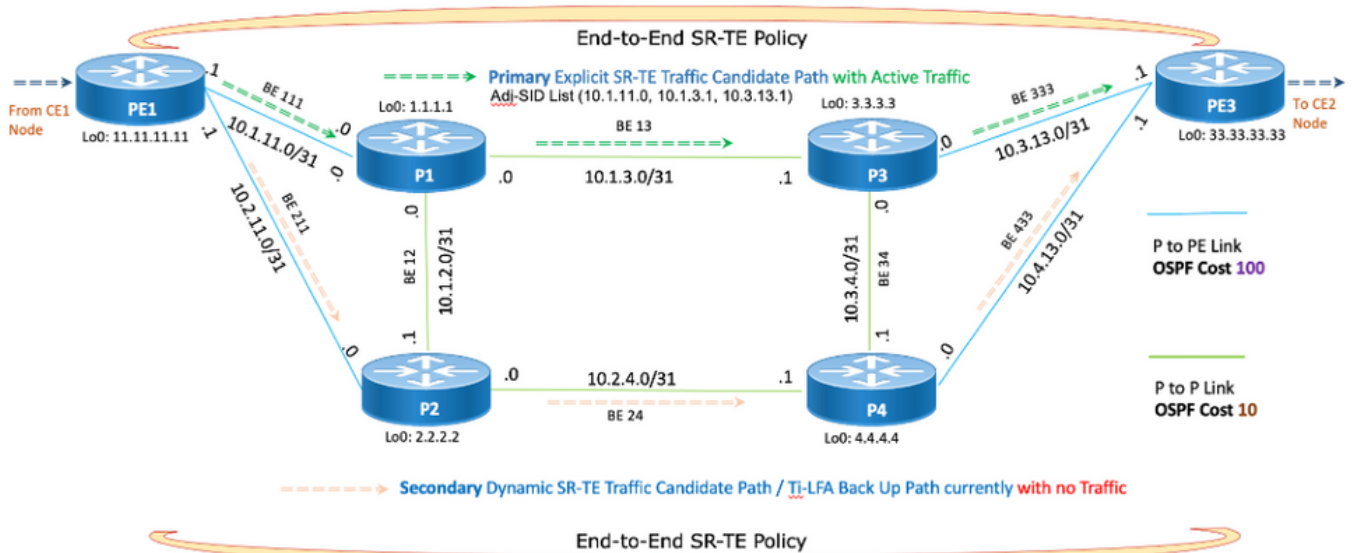 End-to-End SR-TE Policy
From CE1
Node
PE1
Lo0: 11.11.11.11
.1
.1
BE 111
10.1.11.0/31
.0
.0
Primary Explicit SR-TE Traffic Candidate Path with Active Traffic
Adj-SID List (10.1.11.0, 10.1.3.1, 10.3.13.1)
Lo0: 1.1.1.1
P1
.0
BE 13
10.1.3.0/31
.1
Lo0: 3.3.3.3
P3
.0
BE 333
10.3.13.0/31
.1
.1
PE3
Lo0: 33.33.33.33
To CE2
Node
BE 211
10.2.11.0/31
.0
.0
BE 12
10.1.2.0/31
.1
.0
BE 34
10.3.4.0/31
.1
BE 433
10.4.13.0/31
.0
P to PE Link
OSPF Cost 100
P2
Lo0: 2.2.2.2
.0
10.2.4.0/31
BE 24
.1
P4
Lo0: 4.4.4.4
P to P Link
OSPF Cost 10
Secondary Dynamic SR-TE Traffic Candidate Path / Ti-LFA Back Up Path currently with no Traffic
End-to-End SR-TE Policy